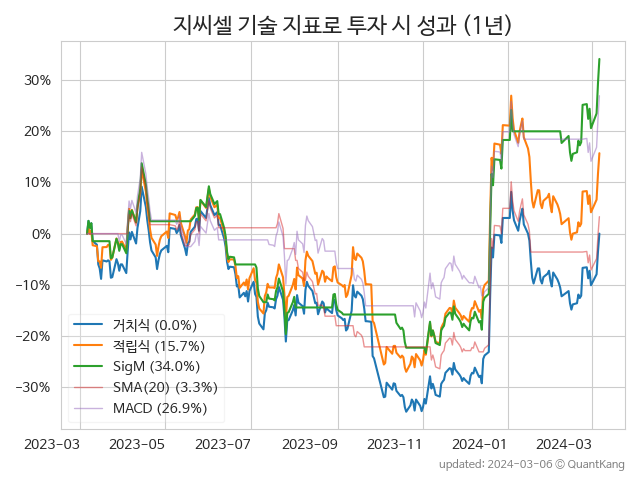 지씨셀 기술 지표로 투자 시 성과 (1년)
30%
20%
10%
0%
−10%
−20%
−30%
거치식 (0.0%)
적립식 (15.7%)
SigM (34.0%)
SMA(20) (3.3%)
MACD (26.9%)
2023−03 2023−05 2023−07 2023−09 2023−11 2024−01 2024−03
updated: 2024-03-06 ⓒ QuantKang